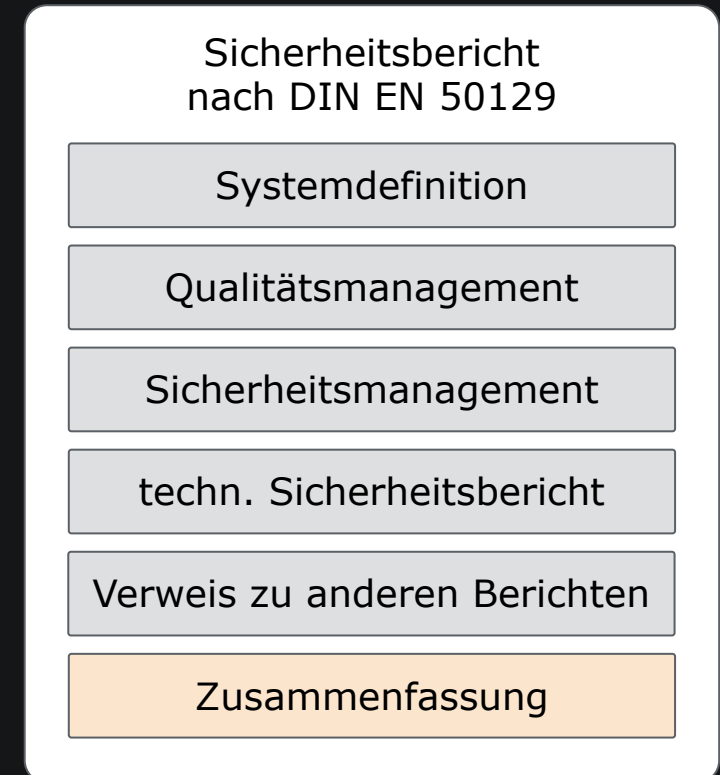 Sicherheitsbericht
nach DIN EN 50129
Systemdefinition
Qualitätsmanagement
Sicherheitsmanagement
techn. Sicherheitsbericht
Verweis zu anderen Berichten
Zusammenfassung